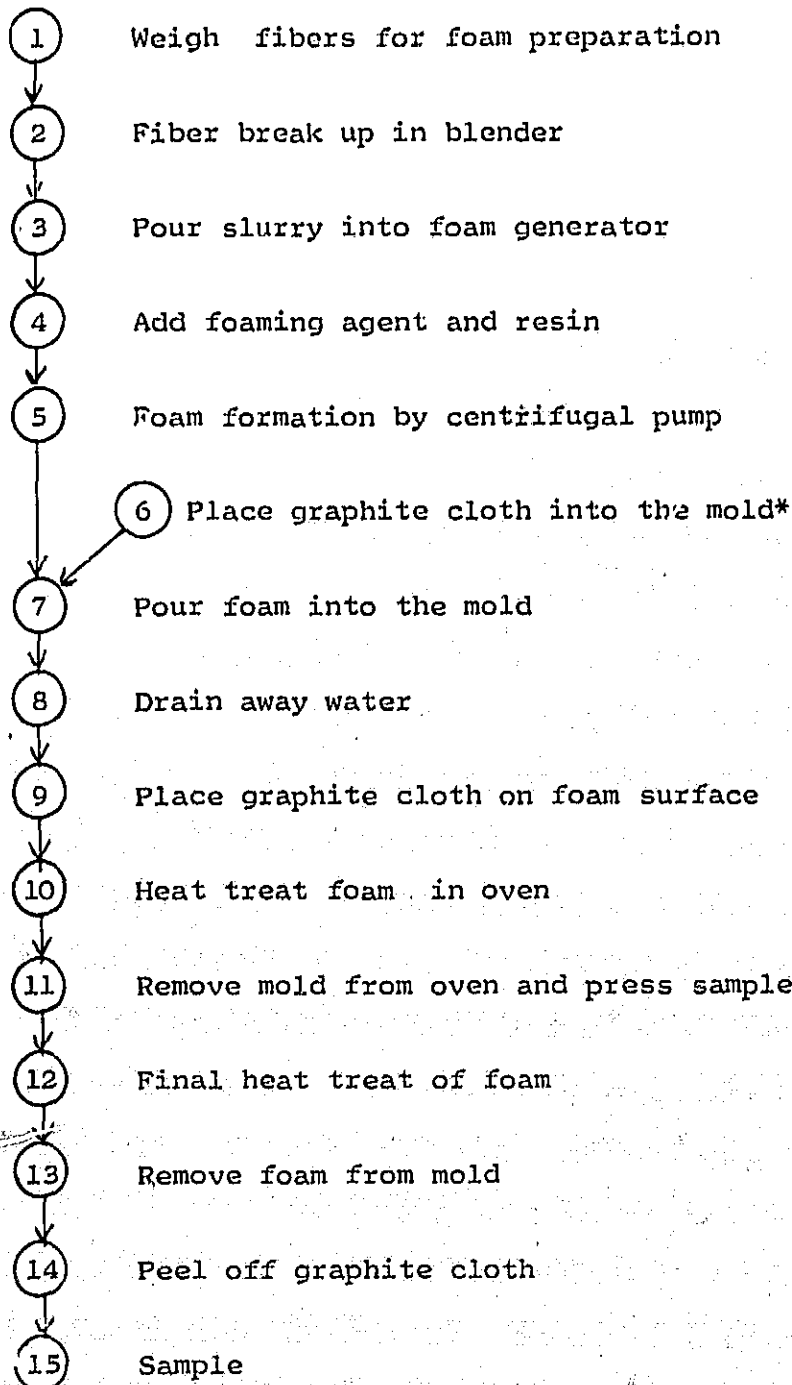 1 Weigh fibers for foam preparation
2 Fiber break up in blender
3 Pour slurry into foam generator
4 Add foaming agent and resin
5 Foam formation by centrifugal pump
6 Place graphite cloth into the mold*
7 Pour foam into the mold
8 Drain away water
9 Place graphite cloth on foam surface
10 Heat treat foam in oven
11 Remove mold from oven and press sample
12 Final heat treat of foam
13 Remove foam from mold
14 Peel off graphite cloth
15 Sample